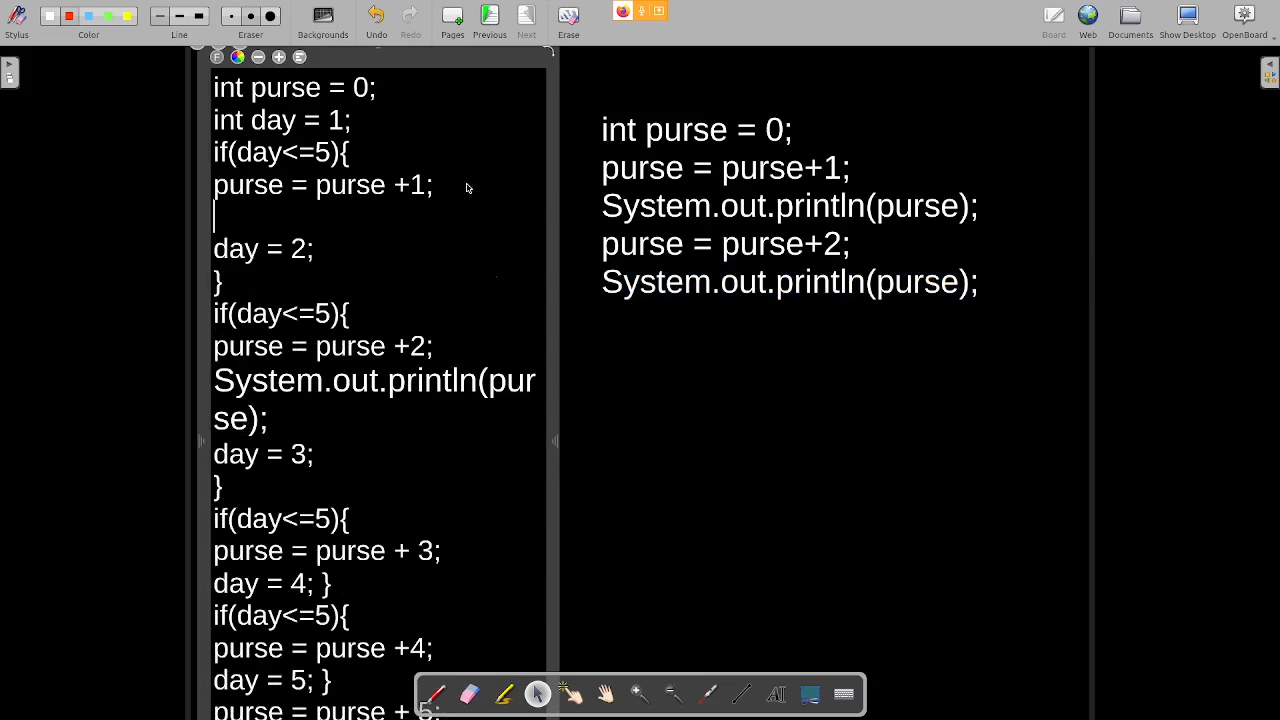 Stylus
Color
Line
Eraser
Backgrounds
Undo
Redo
Pages
Previous
Next
Erase
Board
Web
Documents
Show Desktop
OpenBoard
F
int purse = 0;
int day = 1;
if(day<=5){
purse = purse +1;
day = 2;
}
if(day<=5){
purse = purse +2;
System.out.println(pur
se);
day = 3;
}
if(day<=5){
purse = purse + 3;
day = 4; }
if(day<=5){
purse = purse +4;
day = 5; }
purse = purse + 5;
int purse = 0;
purse = purse+1;
System.out.println(purse);
purse = purse+2;
System.out.println(purse);
AI